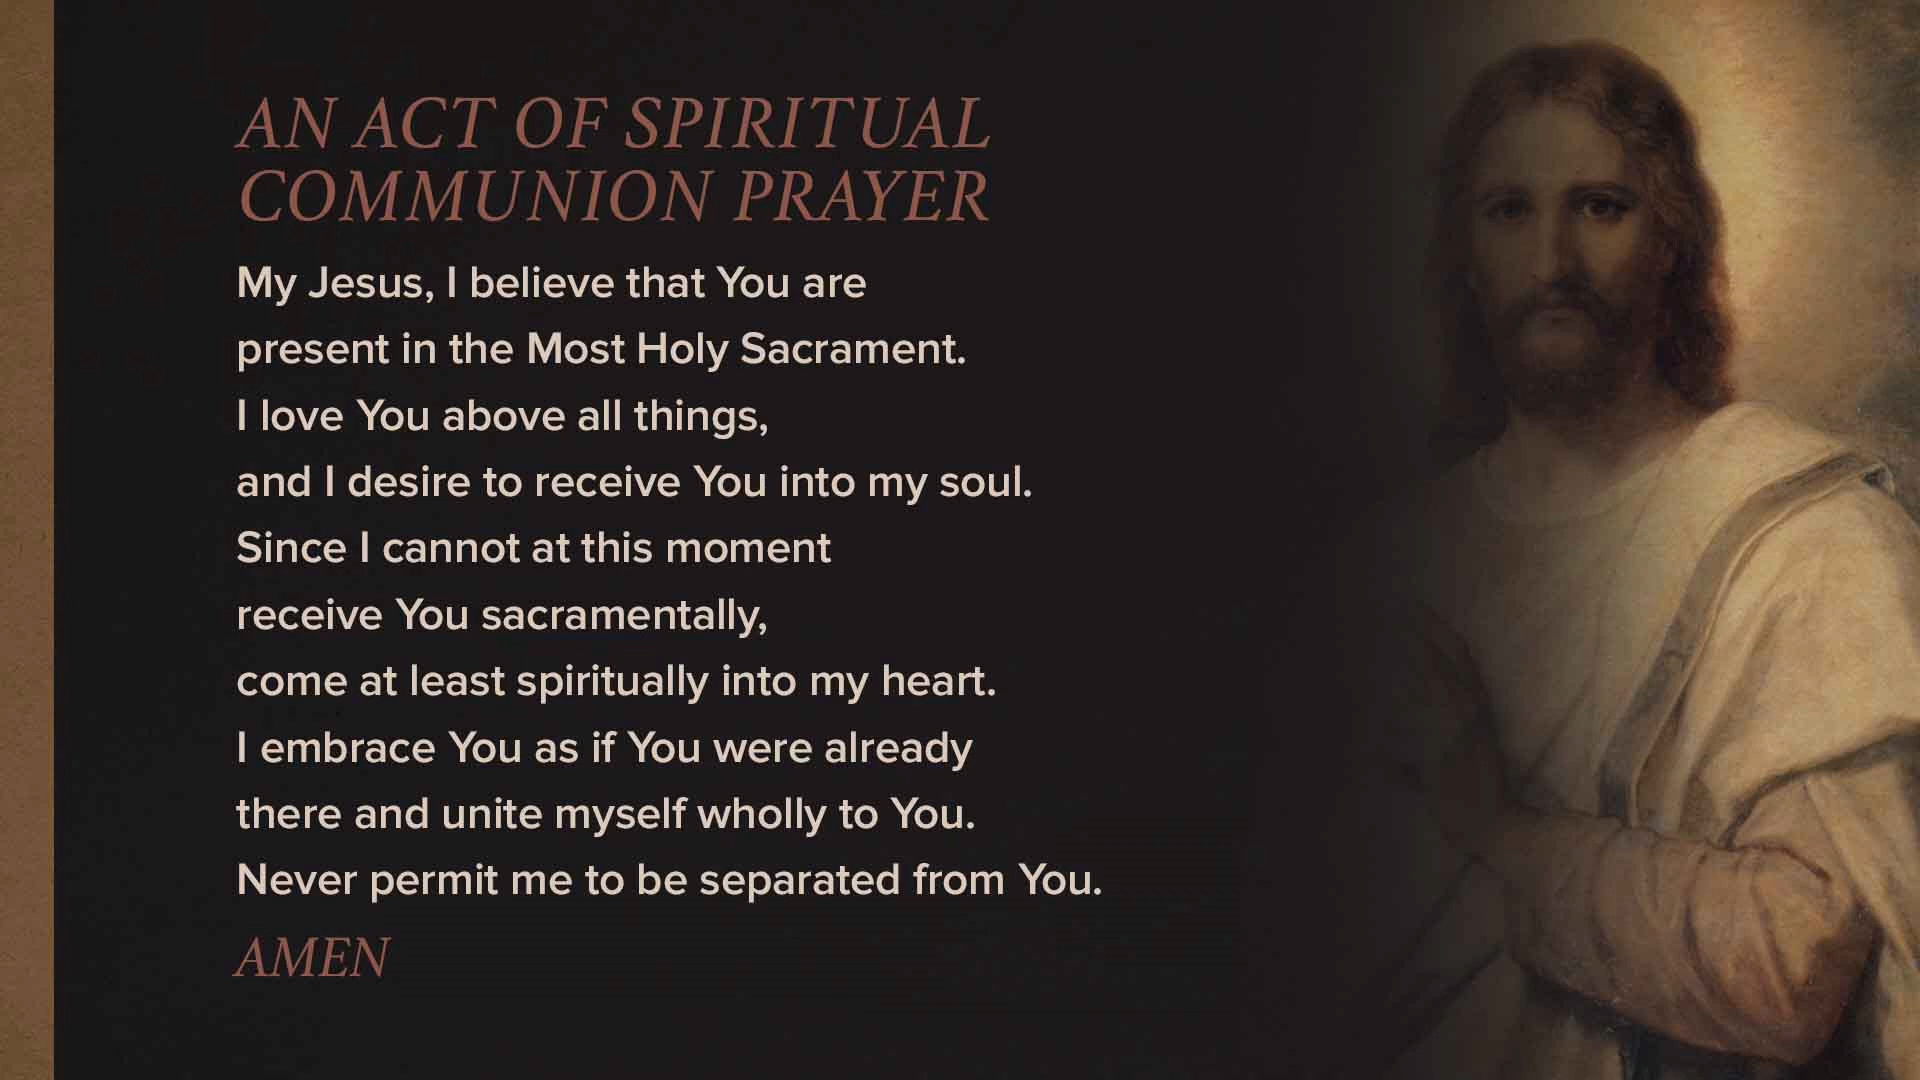 AN ACT OF SPIRITUAL
COMMUNION PRAYER
My Jesus, I believe that You are
present in the Most Holy Sacrament.
I love You above all things,
and I desire to receive You into my soul.
Since I cannot at this moment
receive You sacramentally,
come at least spiritually into my heart.
I embrace You as if You were already
there and unite myself wholly to You.
Never permit me to be separated from You.
AMEN